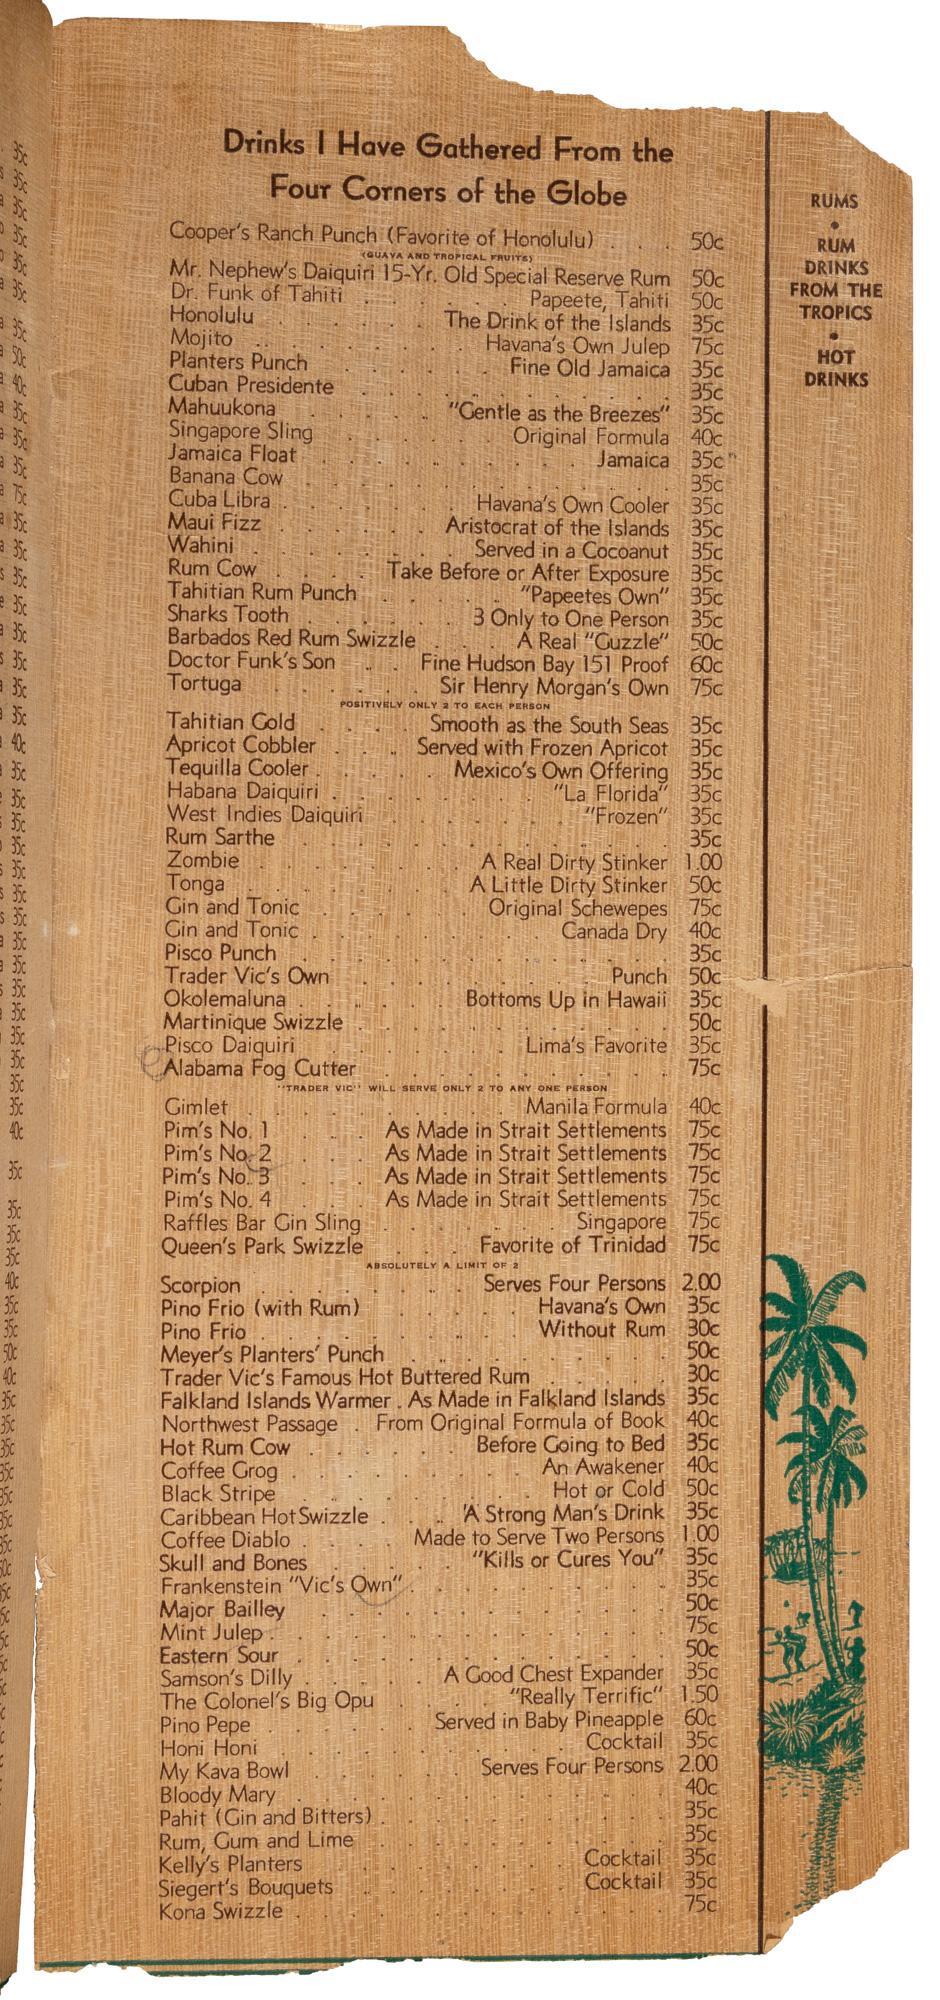 Drinks I Have Gathered From the
Four Corners of the Globe
Cooper's Ranch Punch (Favorite of Honolulu) . . . 50c
(GUAVA AND TROPICAL FRUITS)
Mr. Nephew's Daiquiri 15-Yr. Old Special Reserve Rum 50c
Dr. Funk of Tahiti . . . . . Papeete, Tahiti 50c
Honolulu . . . . . The Drink of the Islands 35c
Mojito . . . . . Havana's Own Julep 75c
Planters Punch . . . . . Fine Old Jamaica 35c
Cuban Presidente . . . . . 35c
Mahuukona . . . . . "Gentle as the Breezes" 35c
Singapore Sling . . . . . Original Formula 40c
Jamaica Float . . . . . Jamaica 35c
Banana Cow . . . . . 35c
Cuba Libra . . . . . Havana's Own Cooler 35c
Maui Fizz . . . . . Aristocrat of the Islands 35c
Wahini . . . . . Served in a Cocoanut 35c
Rum Cow . . . . Take Before or After Exposure 35c
Tahitian Rum Punch . . . . . "Papeetes Own" 35c
Sharks Tooth . . . . . 3 Only to One Person 35c
Barbados Red Rum Swizzle . . . . A Real "Guzzle" 50c
Doctor Funk's Son . . . Fine Hudson Bay 151 Proof 60c
Tortuga . . . . . Sir Henry Morgan's Own 75c
POSITIVELY ONLY 2 TO EACH PERSON
Tahitian Gold . . . . Smooth as the South Seas 35c
Apricot Cobbler . . . . Served with Frozen Apricot 35c
Tequilla Cooler . . . . . Mexico's Own Offering 35c
Habana Daiquiri . . . . . "La Florida" 35c
West Indies Daiquiri . . . . . "Frozen" 35c
Rum Sarthe . . . . . 35c
Zombie . . . . . A Real Dirty Stinker 1.00
Tonga . . . . . A Little Dirty Stinker 50c
Gin and Tonic . . . . . Original Schewepes 75c
Gin and Tonic . . . . . Canada Dry 40c
Pisco Punch . . . . . 35c
Trader Vic's Own . . . . . Punch 50c
Okolemaluna . . . . . Bottoms Up in Hawaii 35c
Martinique Swizzle . . . . . 50c
Pisco Daiquiri . . . . . Lima's Favorite 35c
Alabama Fog Cutter . . . . . 75c
"TRADER VIC" WILL SERVE ONLY 2 TO ANY ONE PERSON
Gimlet . . . . . Manila Formula 40c
Pim's No. 1 . . . . As Made in Strait Settlements 75c
Pim's No. 2 . . . . As Made in Strait Settlements 75c
Pim's No. 3 . . . . As Made in Strait Settlements 75c
Pim's No. 4 . . . . As Made in Strait Settlements 75c
Raffles Bar Gin Sling . . . . . Singapore 75c
Queen's Park Swizzle . . . . Favorite of Trinidad 75c
ABSOLUTELY A LIMIT OF 2
Scorpion . . . . . Serves Four Persons 2.00
Pino Frio (with Rum) . . . . . Havana's Own 35c
Pino Frio . . . . . Without Rum 30c
Meyer's Planters' Punch . . . . . 50c
Trader Vic's Famous Hot Buttered Rum . . . . 30c
Falkland Islands Warmer . As Made in Falkland Islands 35c
Northwest Passage . From Original Formula of Book 40c
Hot Rum Cow . . . . . Before Going to Bed 35c
Coffee Grog . . . . . An Awakener 40c
Black Stripe . . . . . Hot or Cold 50c
Caribbean Hot Swizzle . . . . 'A Strong Man's Drink 35c
Coffee Diablo . . . . Made to Serve Two Persons 1.00
Skull and Bones . . . . . "Kills or Cures You" 35c
Frankenstein "Vic's Own" . . . . . 35c
Major Bailley . . . . . 50c
Mint Julep . . . . . 75c
Eastern Sour . . . . . 50c
Samson's Dilly . . . . . A Good Chest Expander 35c
The Colonel's Big Opu . . . . . "Really Terrific" 1.50
Pino Pepe . . . . . Served in Baby Pineapple 60c
Honi Honi . . . . . Cocktail 35c
My Kava Bowl . . . . . Serves Four Persons 2.00
Bloody Mary . . . . . 40c
Pahit (Gin and Bitters) . . . . . 35c
Rum, Gum and Lime . . . . . 35c
Kelly's Planters . . . . . Cocktail 35c
Siegert's Bouquets . . . . . Cocktail 35c
Kona Swizzle . . . . . 75c
RUMS
•
RUM
DRINKS
FROM THE
TROPICS
•
HOT
DRINKS